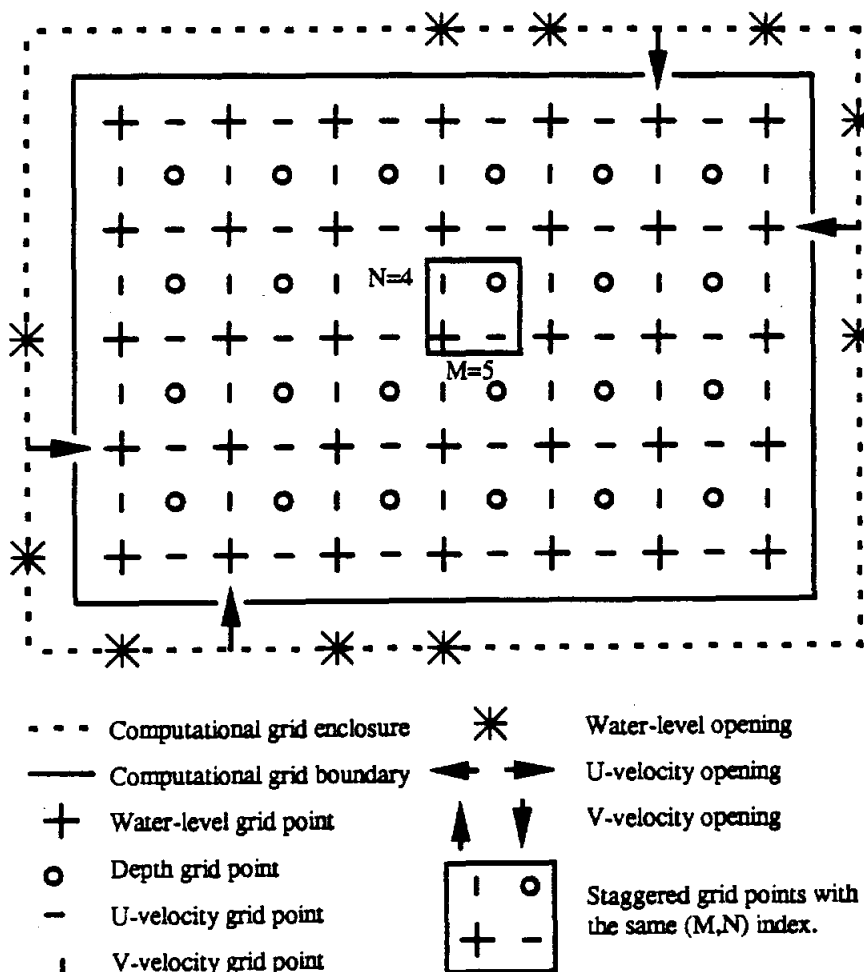 N=4
M=5
Computational grid enclosure
Computational grid boundary
Water-level grid point
Depth grid point
U-velocity grid point
V-velocity grid point
Water-level opening
U-velocity opening
V-velocity opening
Staggered grid points with
the same (M,N) index.